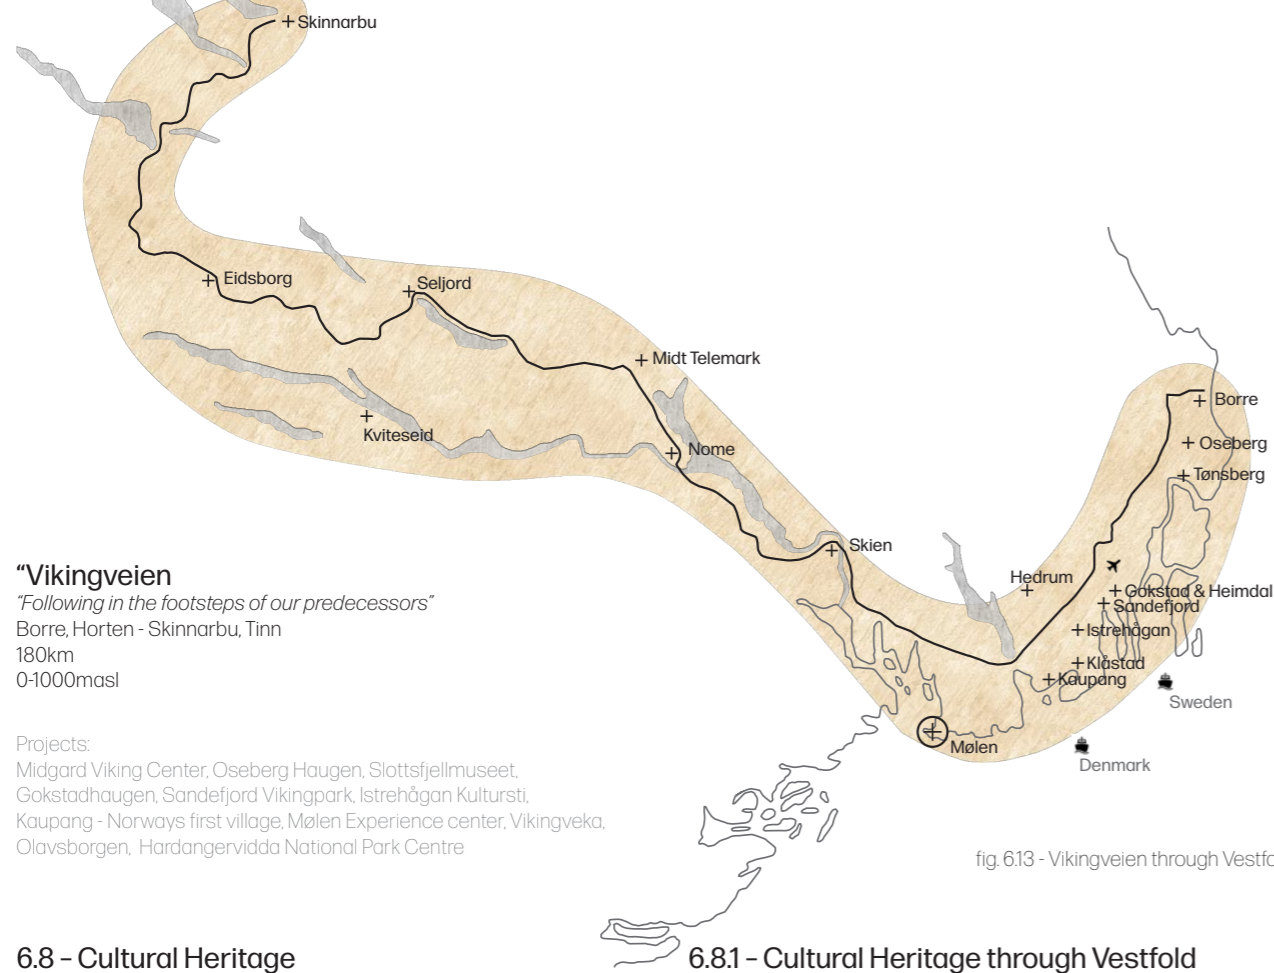 Skinnarbu
Eidsborg
Seljord
Midt Telemark
Kviteseid
Nome
Skien
Borre
Oseberg
Tønsberg
Hedrum
Gokstad & Heimdal
Sandefjord
Istrehågan
Klåstad
Kaupang
Sweden
Mølen
Denmark
“Vikingveien
“Following in the footsteps of our predecessors”
Borre, Horten - Skinnarbu, Tinn
180km
0-1000masl
Projects:
Midgard Viking Center, Oseberg Haugen, Slottsfjellmuseet,
Gokstadhaugen, Sandefjord Vikingpark, Istrehågan Kultursti,
Kaupang - Norways first village, Mølen Experience center, Vikingveka,
Olavsborgen, Hardangervidda National Park Centre
fig. 6.13 - Vikingveien through
6.8 – Cultural Heritage
6.8.1 – Cultural Heritage through Vestfold